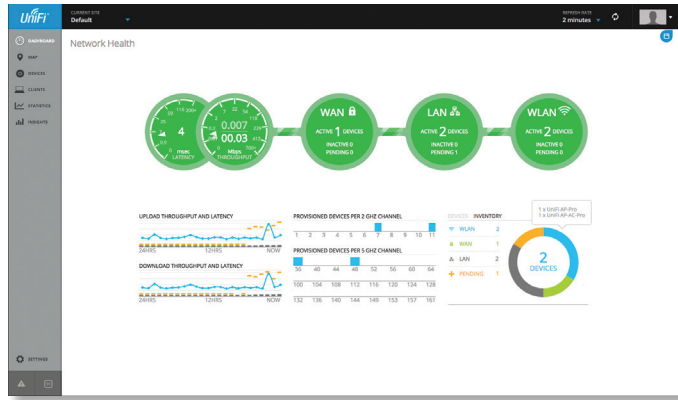 UniFi
CURRENT SITE
Default
REFRESH RATE
2 minutes
DASHBOARD
MAP
DEVICES
CLIENTS
STATISTICS
INSIGHTS
SETTINGS
Network Health
4
msec
LATENCY
0.007
00.03
Mbps
THROUGHPUT
WAN
ACTIVE 1 DEVICES
INACTIVE 0
PENDING 0
LAN
ACTIVE 2 DEVICES
INACTIVE 0
PENDING 1
WLAN
ACTIVE 2 DEVICES
INACTIVE 0
PENDING 0
UPLOAD THROUGHPUT AND LATENCY
24HRS 12HRS NOW
DOWNLOAD THROUGHPUT AND LATENCY
24HRS 12HRS NOW
PROVISIONED DEVICES PER 2 GHZ CHANNEL
1 2 3 4 5 6 7 8 9 10 11
PROVISIONED DEVICES PER 5 GHZ CHANNEL
36 40 44 48 52 56 60 64
100 104 108 112 116 120 124 128
132 136 140 144 149 153 157 161
DEVICES INVENTORY
WLAN 2
WAN 1
LAN 2
PENDING 1
1 x UniFi AP-Pro
1 x UniFi AP-AC-Pro
2
DEVICES